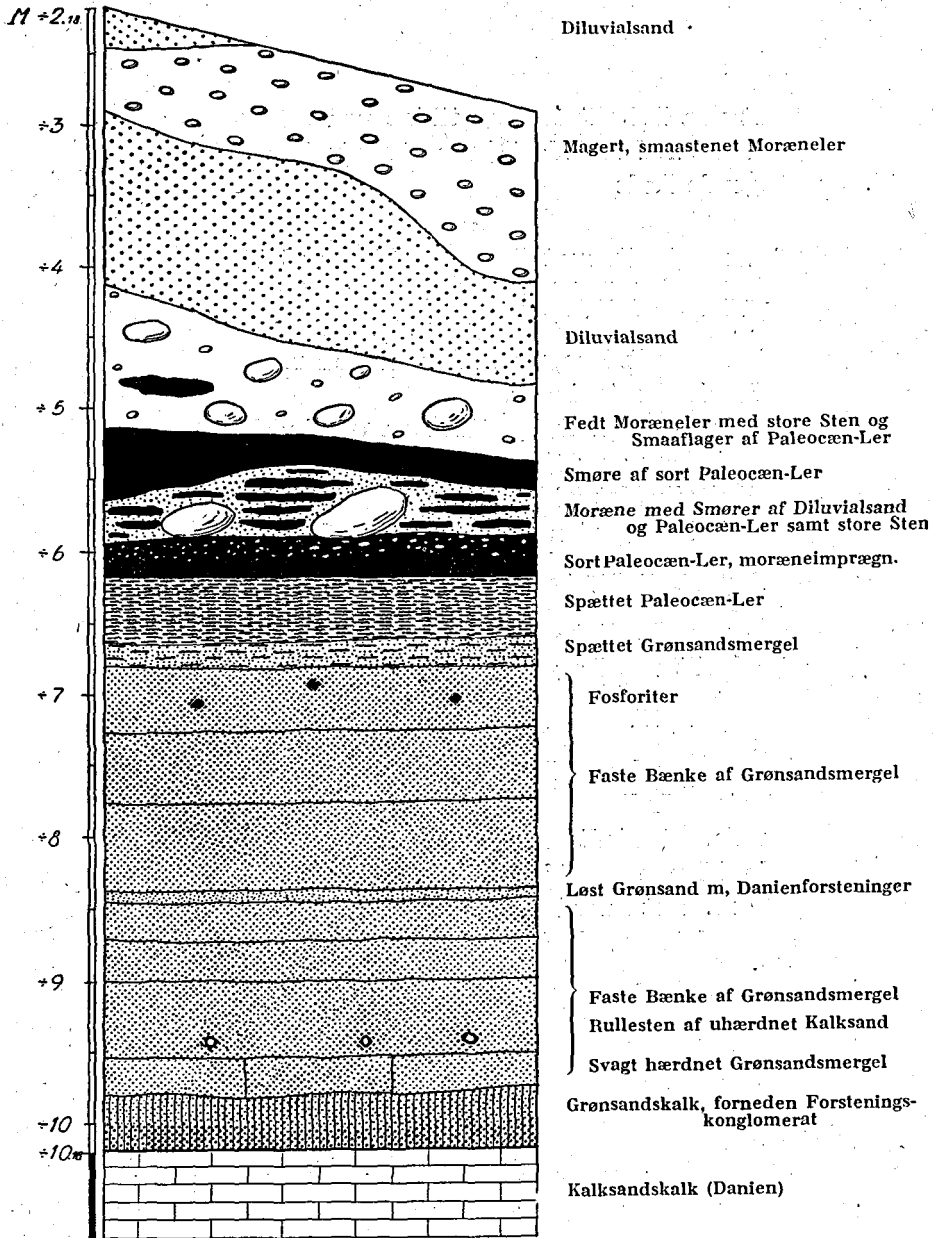 M ÷2.18
Diluvialsand
÷3
Magert, smaastenet Moræneler
÷4
Diluvialsand
÷5
Fedt Moræneler med store Sten og
Smaaflager af Paleocæn-Ler
Smøre af sort Paleocæn-Ler
Moræne med Smører af Diluvialsand
og Paleocæn-Ler samt store Sten
÷6
Sort Paleocæn-Ler, moræneimprægn.
Spættet Paleocæn-Ler
Spættet Grønsandsmergel
÷7
Fosforiter
Faste Bænke af Grønsandsmergel
÷8
Løst Grønsand m, Danienforsteninger
÷9
Faste Bænke af Grønsandsmergel
Rullesten af uhærdnet Kalksand
Svagt hærdnet Grønsandsmergel
Grønsandskalk, forneden Forstenings-
konglomerat
÷10
÷10.18
Kalksandskalk (Danien)